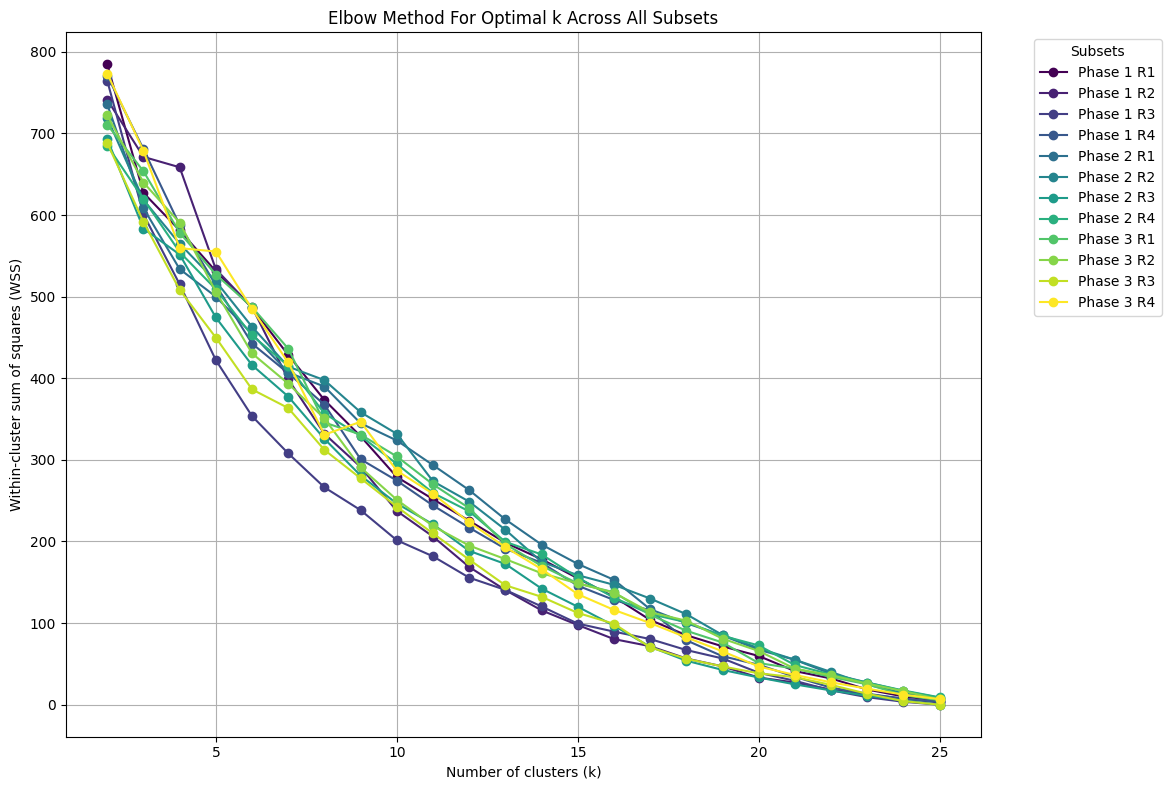 Elbow Method For Optimal k Across All Subsets
Within-cluster sum of squares (WSS)
800
700
600
500
400
300
200
100
0
5
10
15
20
25
Number of clusters (k)
Subsets
Phase 1 R1
Phase 1 R2
Phase 1 R3
Phase 1 R4
Phase 2 R1
Phase 2 R2
Phase 2 R3
Phase 2 R4
Phase 3 R1
Phase 3 R2
Phase 3 R3
Phase 3 R4